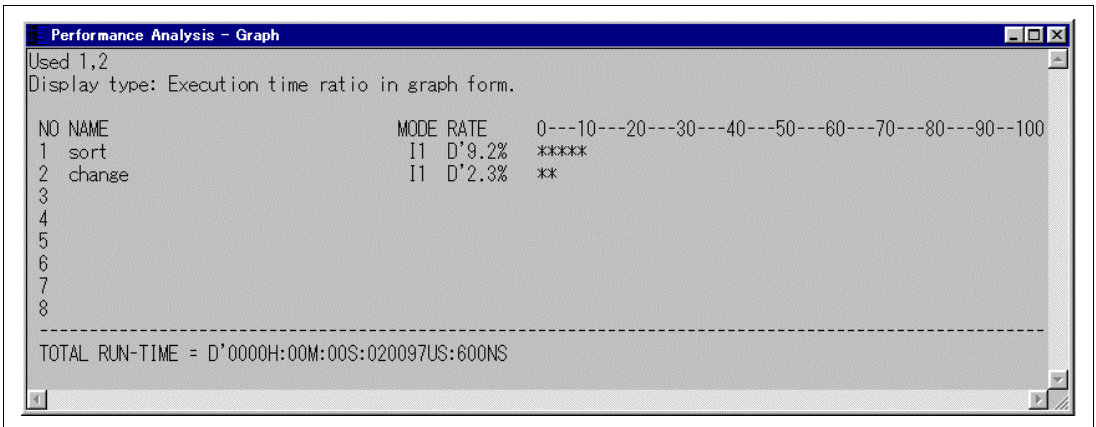 Performance Analysis - Graph
Used 1,2
Display type: Execution time ratio in graph form.
NO NAME MODE RATE 0---10---20---30---40---50---60---70---80---90--100
1 sort I1 D'9.2% *****
2 change I1 D'2.3% **
3
4
5
6
7
8
TOTAL RUN-TIME = D'0000H:00M:00S:020097US:600NS